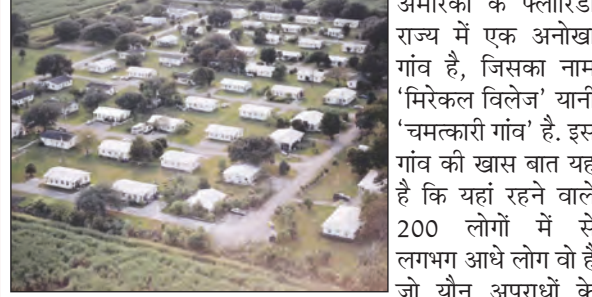 अमेरिका के फ्लोरिडा
राज्य में एक अनोखा
गांव है, जिसका नाम
‘मिरेकल विलेज’ यानी
‘चमत्कारी गांव’ है. इस
गांव की खास बात यह
है कि यहां रहने वाले
200 लोगों में से
लगभग आधे लोग वो हैं
जो यौन अपराधों के